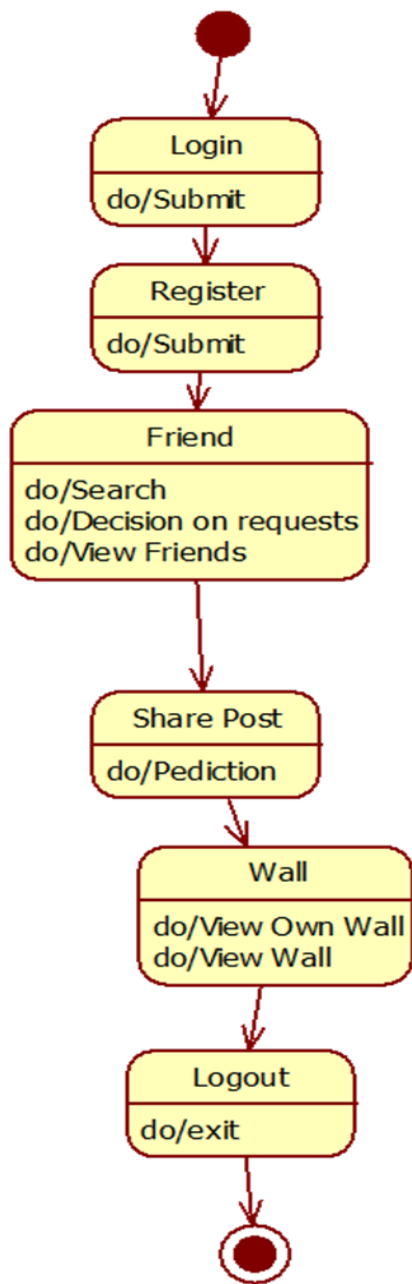 Login
do/Submit
Register
do/Submit
Friend
do/Search
do/Decision on requests
do/View Friends
Share Post
do/Pediction
Wall
do/View Own Wall
do/View Wall
Logout
do/exit